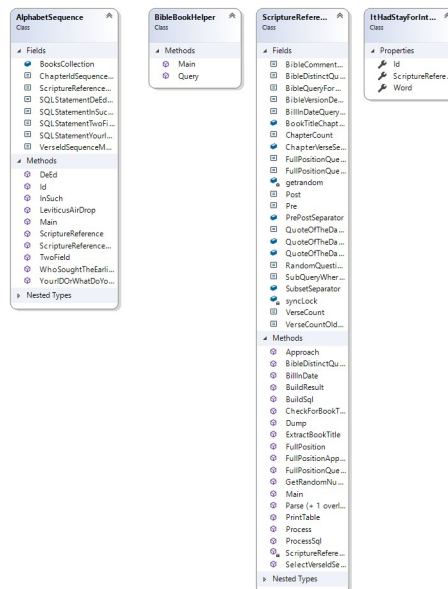 AlphabetSequence
Class
Fields
BooksCollection
ChapterIdSequence...
ScriptureReference...
SQLStatementDeEd...
SQLStatementInSuc...
SQLStatementTwoFi...
SQLStatementYourI...
VerseIdSequenceM...
Methods
DeEd
Id
InSuch
LeviticusAirDrop
Main
ScriptureReference
ScriptureReference...
TwoField
WhoSoughtTheEarli...
YourIDOrWhatDoYo...
Nested Types
BibleBookHelper
Class
Methods
Main
Query
ScriptureRefere...
Class
Fields
BibleComment...
BibleDistinctQu...
BibleQueryFor...
BibleVersionDe...
BillInDateQuery...
BookTitleChapt...
ChapterCount
ChapterVerseSe...
FullPositionQue...
FullPositionQue...
getrandom
Post
Pre
PrePostSeparator
QuoteOfTheDa...
QuoteOfTheDa...
QuoteOfTheDa...
RandomQuesti...
SubQueryWher...
SubsetSeparator
syncLock
VerseCount
VerseCountOld...
Methods
Approach
BibleDistinctQu...
BillInDate
BuildResult
BuildSql
CheckForBookT...
Dump
ExtractBookTitle
FullPosition
FullPositionApp...
FullPositionQue...
GetRandomNu...
Main
Parse (+ 1 overl...
PrintTable
Process
ProcessSql
ScriptureRefere...
SelectVerseIdSe...
Nested Types
ItHadStayForInt...
Class
Properties
Id
ScriptureRefere...
Word